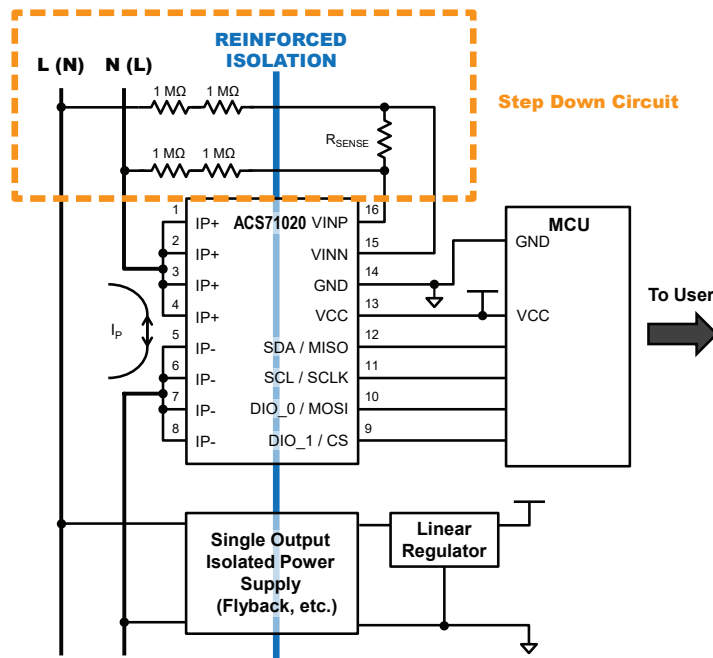 REINFORCED
ISOLATION
L (N) N (L)
1 MΩ 1 MΩ
Step Down Circuit
RSENSE
1 MΩ 1 MΩ
ACS71020
1 IP+
2 IP+
3 IP+
4 IP+
5 IP-
6 IP-
7 IP-
8 IP-
VINP 16
VINN 15
GND 14
VCC 13
SDA / MISO 12
SCL / SCLK 11
DIO_0 / MOSI 10
DIO_1 / CS 9
IP
MCU
GND
VCC
To User
Single Output
Isolated Power
Supply
(Flyback, etc.)
Linear
Regulator